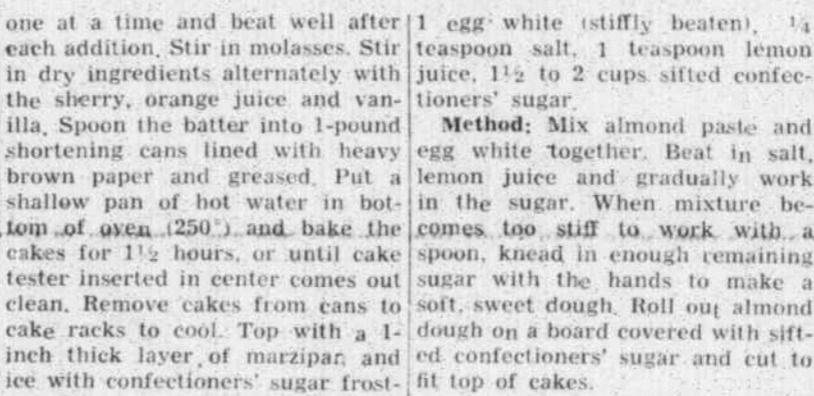 one at a time and beat well after
each addition. Stir in molasses. Stir
in dry ingredients alternately with
the sherry, orange juice and van-
illa. Spoon the batter into 1-pound
shortening cans lined with heavy
brown paper and greased. Put a
shallow pan of hot water in bot-
tom of oven (250°) and bake the
cakes for 1½ hours, or until cake
tester inserted in center comes out
clean. Remove cakes from cans to
cake racks to cool. Top with a 1-
inch thick layer of marzipan and
ice with confectioners' sugar frost-
1 egg white (stiffly beaten), ¼
teaspoon salt, 1 teaspoon lemon
juice, 1½ to 2 cups sifted confec-
tioners' sugar.
Method: Mix almond paste and
egg white together. Beat in salt,
lemon juice and gradually work
in the sugar. When mixture be-
comes too stiff to work with a
spoon, knead in enough remaining
sugar with the hands to make a
soft, sweet dough. Roll out almond
dough on a board covered with sift-
ed confectioners' sugar and cut to
fit top of cakes.